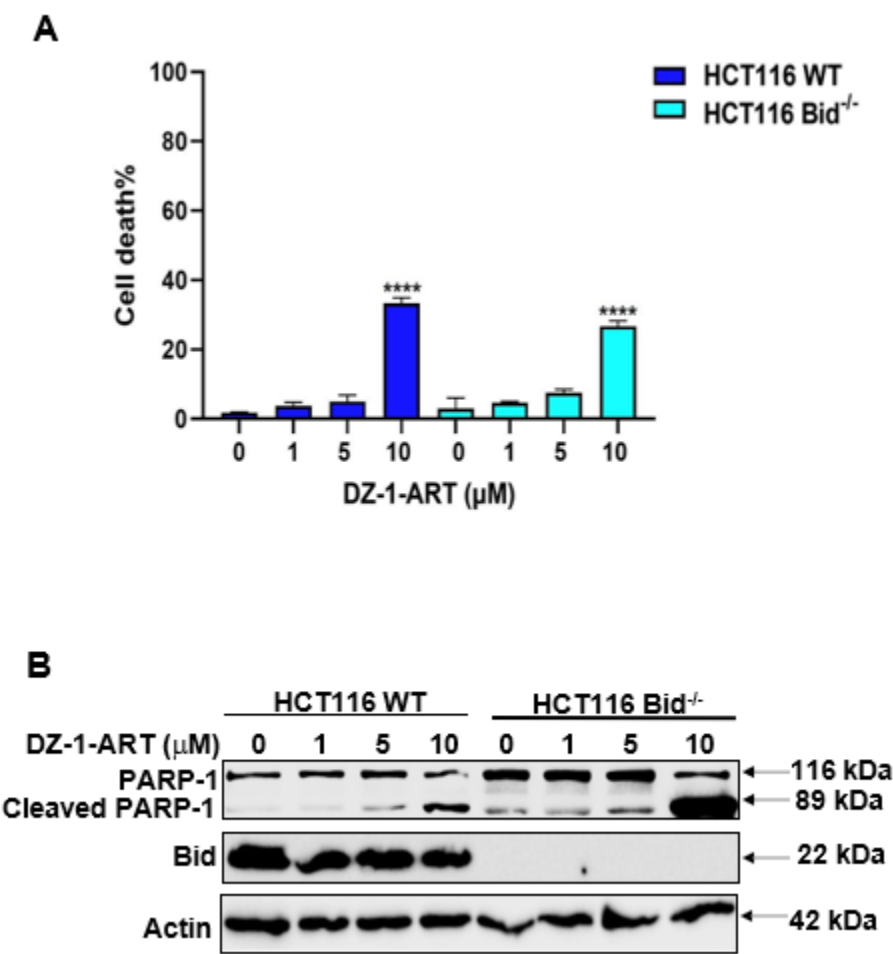 A
HCT116 WT
HCT116 Bid-/-
Cell death%
100
80
60
40
20
0
****
****
0 1 5 10 0 1 5 10
DZ-1-ART (µM)
B
HCT116 WT HCT116 Bid-/-
DZ-1-ART (µM) 0 1 5 10 0 1 5 10
PARP-1 116 kDa
Cleaved PARP-1 89 kDa
Bid 22 kDa
Actin 42 kDa